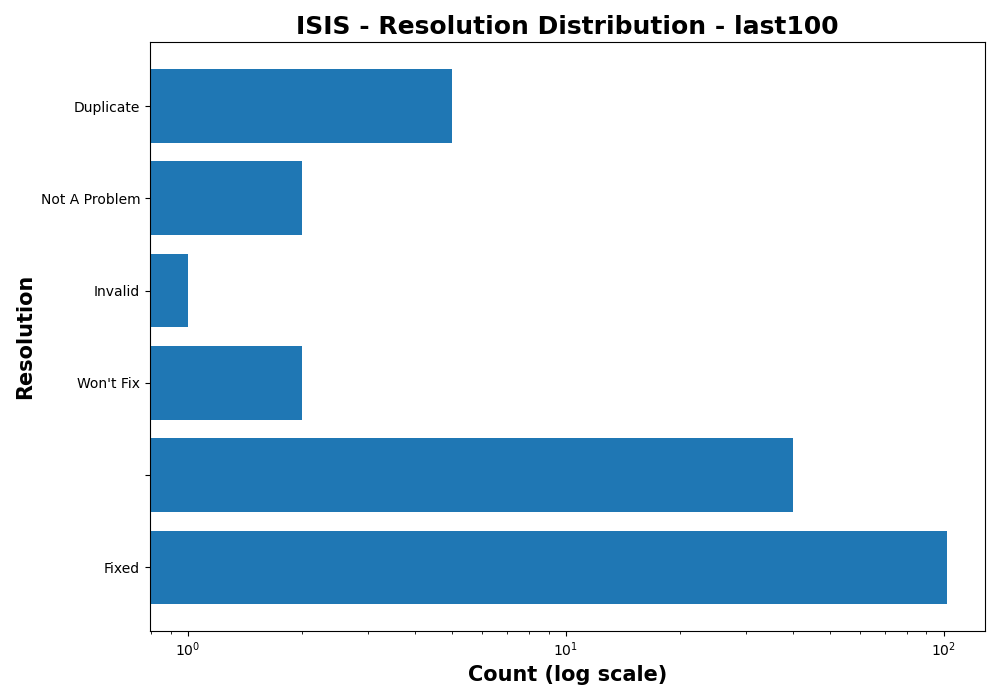 ISIS - Resolution Distribution - last100
Duplicate
Not A Problem
Invalid
Won't Fix
Fixed
Resolution
10⁰
10¹
10²
Count (log scale)